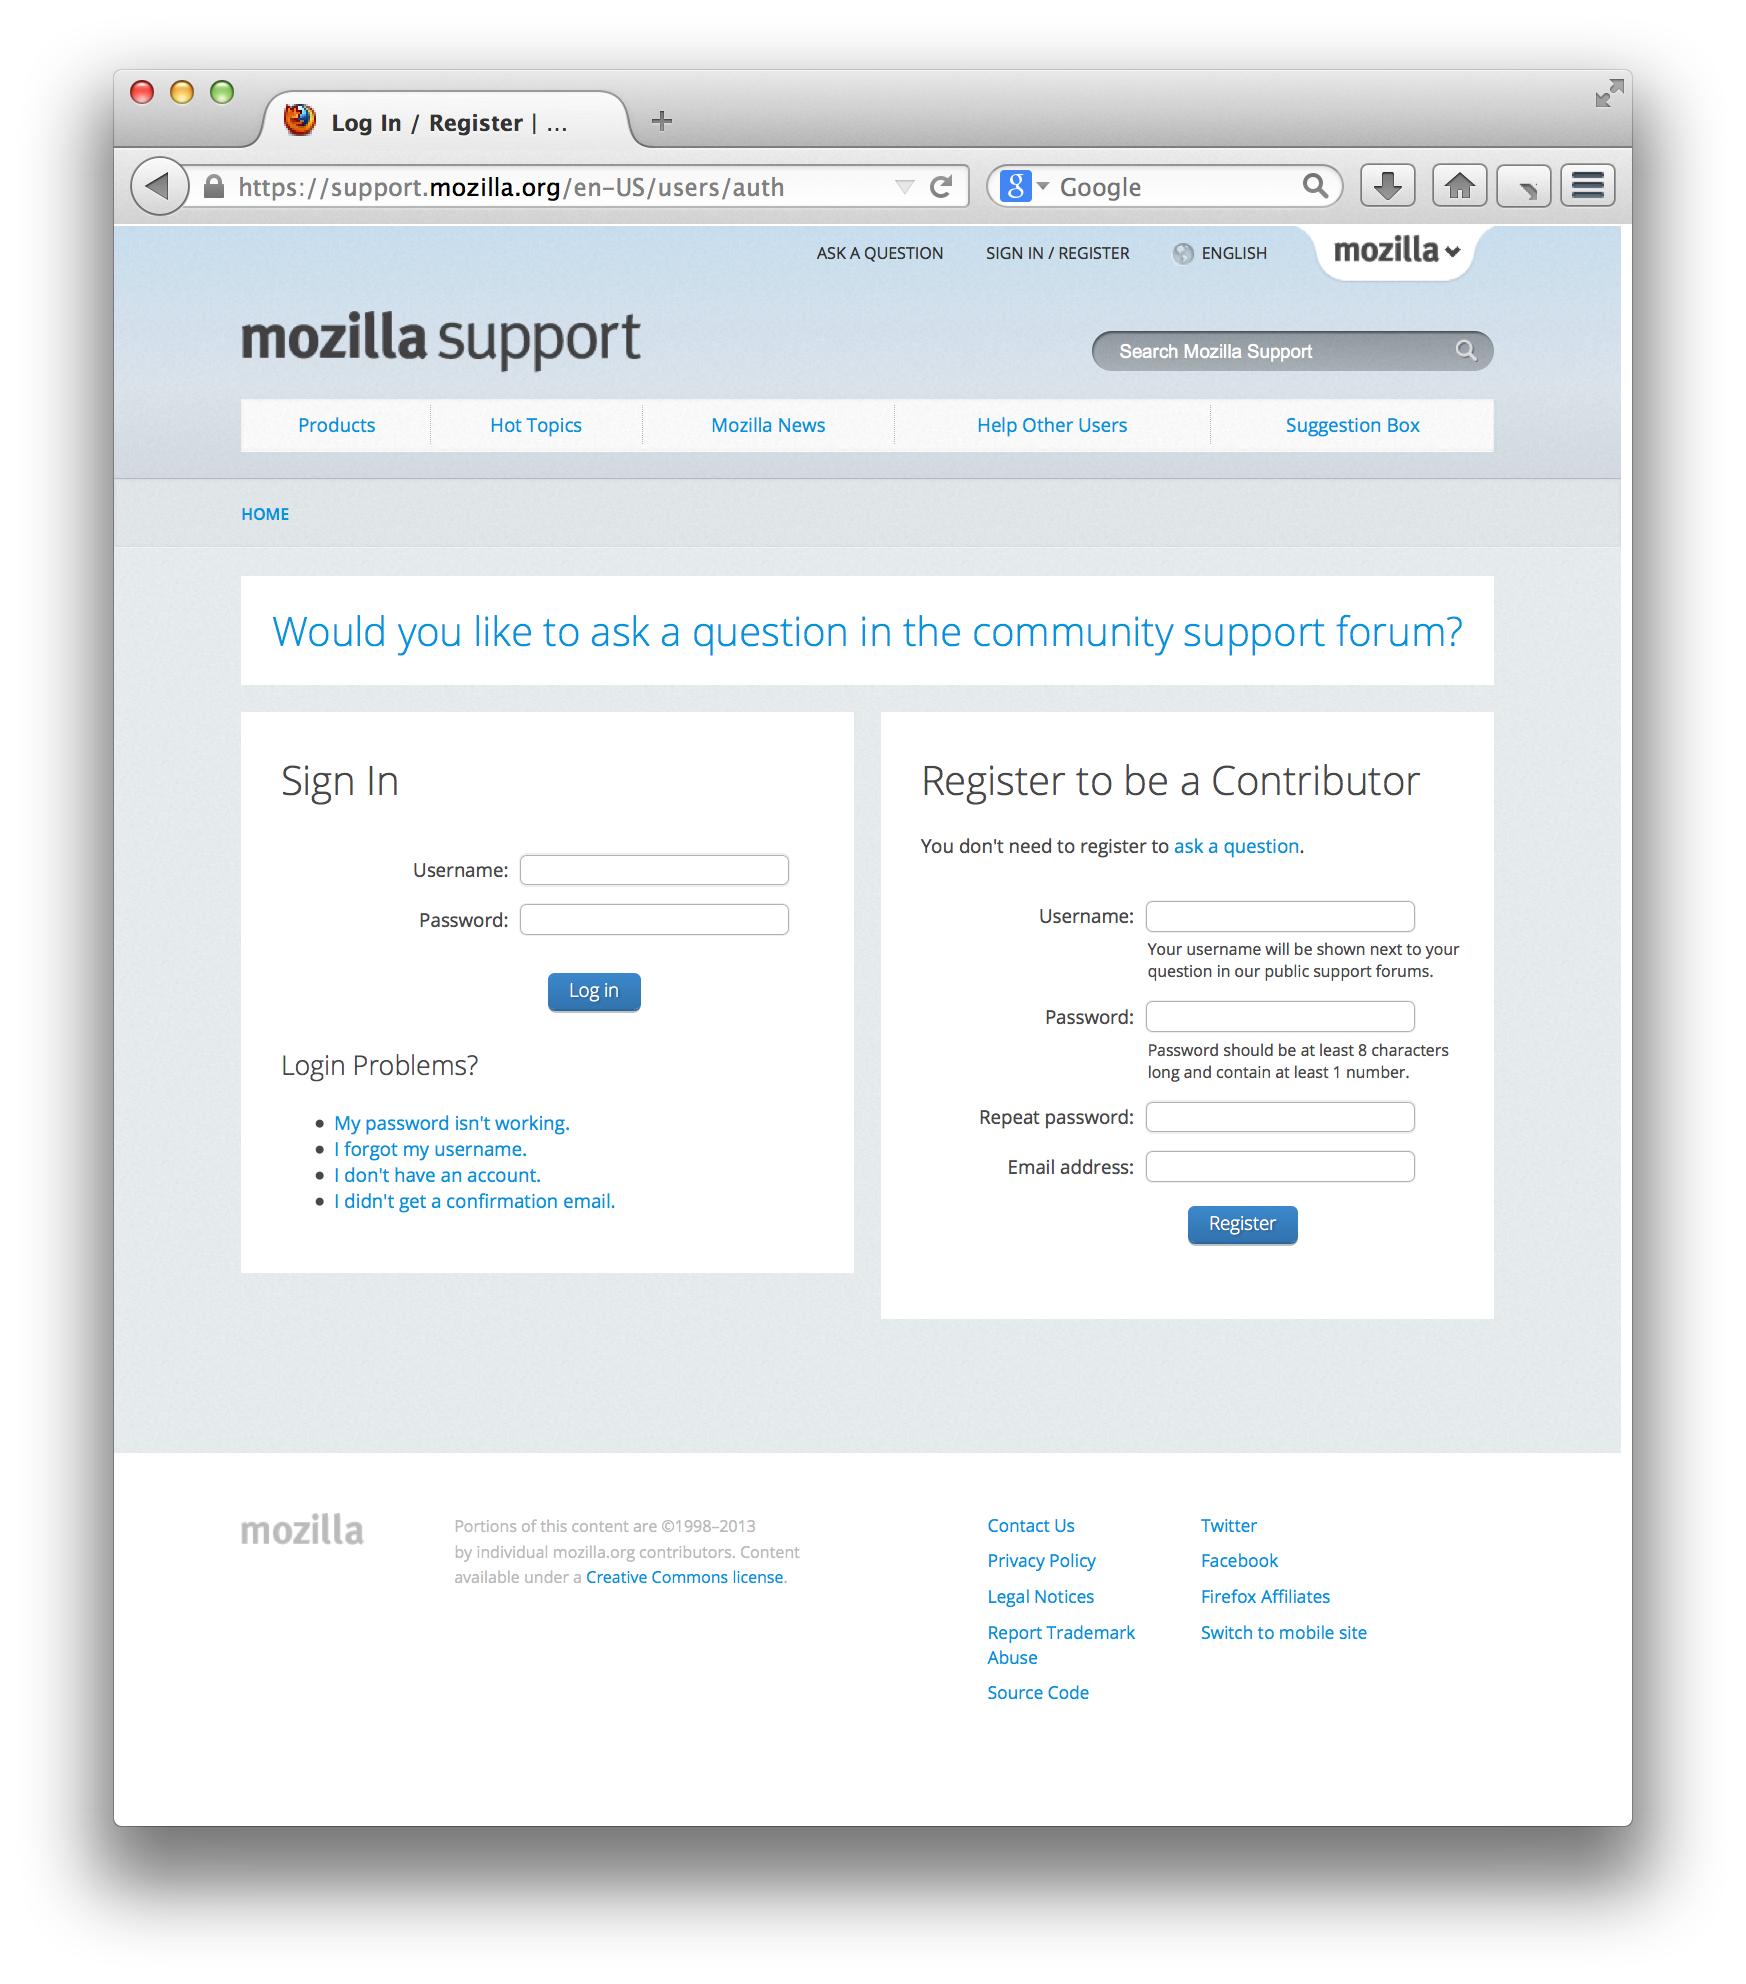 Log In / Register | ...
https://support.mozilla.org/en-US/users/auth
g Google
ASK A QUESTION SIGN IN / REGISTER ENGLISH mozilla
mozilla support
Search Mozilla Support
Products Hot Topics Mozilla News Help Other Users Suggestion Box
HOME
Would you like to ask a question in the community support forum?
Sign In
Username:
Password:
Log in
Login Problems?
My password isn't working.
I forgot my username.
I don't have an account.
I didn't get a confirmation email.
Register to be a Contributor
You don't need to register to ask a question.
Username:
Your username will be shown next to your
question in our public support forums.
Password:
Password should be at least 8 characters
long and contain at least 1 number.
Repeat password:
Email address:
Register
mozilla
Portions of this content are ©1998–2013
by individual mozilla.org contributors. Content
available under a Creative Commons license.
Contact Us
Privacy Policy
Legal Notices
Report Trademark
Abuse
Source Code
Twitter
Facebook
Firefox Affiliates
Switch to mobile site